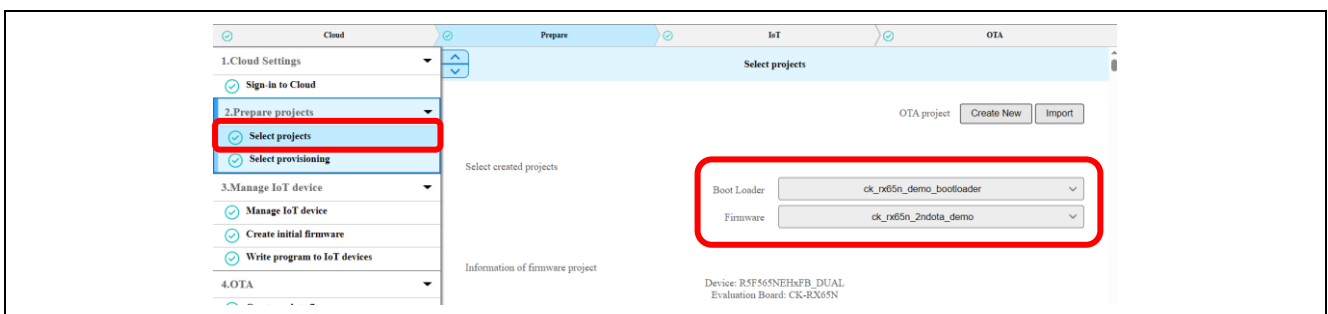 Cloud
Prepare
IoT
OTA
1.Cloud Settings
Sign-in to Cloud
2.Prepare projects
Select projects
Select provisioning
3.Manage IoT device
Manage IoT device
Create initial firmware
Write program to IoT devices
4.OTA
Select projects
OTA project
Create New
Import
Select created projects
Boot Loader
ck_rx65n_demo_bootloader
Firmware
ck_rx65n_2ndota_demo
Information of firmware project
Device: R5F565NEHxFB_DUAL
Evaluation Board: CK-RX65N